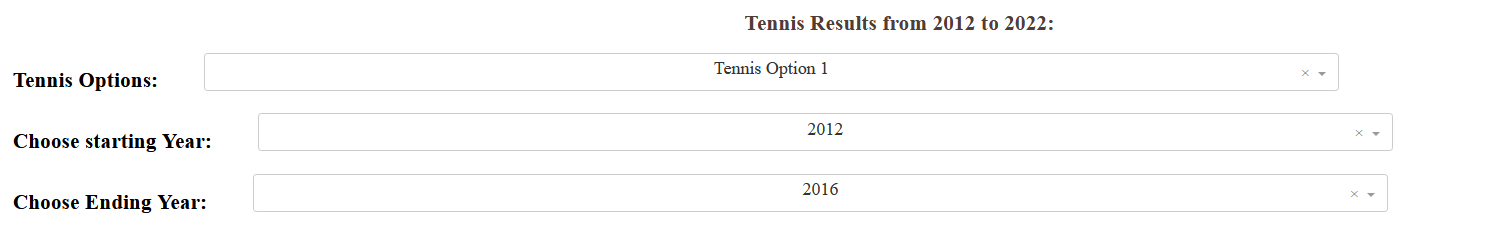 Tennis Results from 2012 to 2022:
Tennis Options: Tennis Option 1 × 
Choose starting Year: 2012 ×
Choose Ending Year: 2016 ×